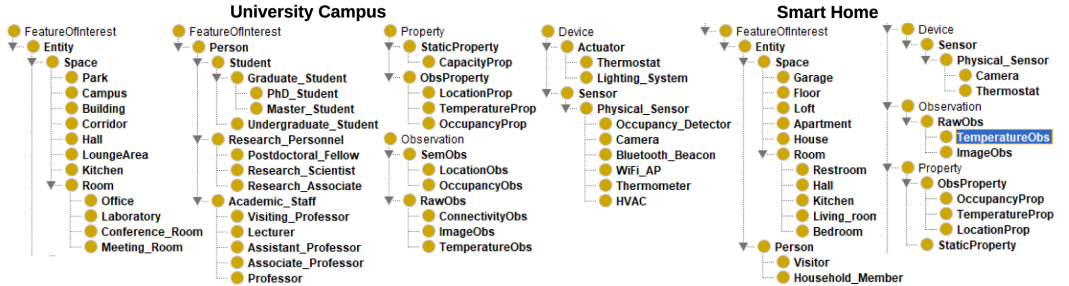 University Campus
FeatureOfInterest
Entity
Space
Park
Campus
Building
Corridor
Hall
LoungeArea
Kitchen
Room
Office
Laboratory
Conference_Room
Meeting_Room
FeatureOfInterest
Person
Student
Graduate_Student
PhD_Student
Master_Student
Undergraduate_Student
Research_Personnel
Postdoctoral_Fellow
Research_Scientist
Research_Associate
Academic_Staff
Visiting_Professor
Lecturer
Assistant_Professor
Associate_Professor
Professor
Property
StaticProperty
CapacityProp
ObsProperty
LocationProp
TemperatureProp
OccupancyProp
Observation
SemObs
LocationObs
OccupancyObs
RawObs
ConnectivityObs
ImageObs
TemperatureObs
Device
Actuator
Thermostat
Lighting_System
Sensor
Physical_Sensor
Occupancy_Detector
Camera
Bluetooth_Beacon
WiFi_AP
Thermometer
HVAC
Smart Home
FeatureOfInterest
Entity
Space
Garage
Floor
Loft
Apartment
House
Room
Restroom
Hall
Kitchen
Living_room
Bedroom
Person
Visitor
Household_Member
Device
Sensor
Physical_Sensor
Camera
Thermostat
Observation
RawObs
TemperatureObs
ImageObs
Property
ObsProperty
OccupancyProp
TemperatureProp
LocationProp
StaticProperty